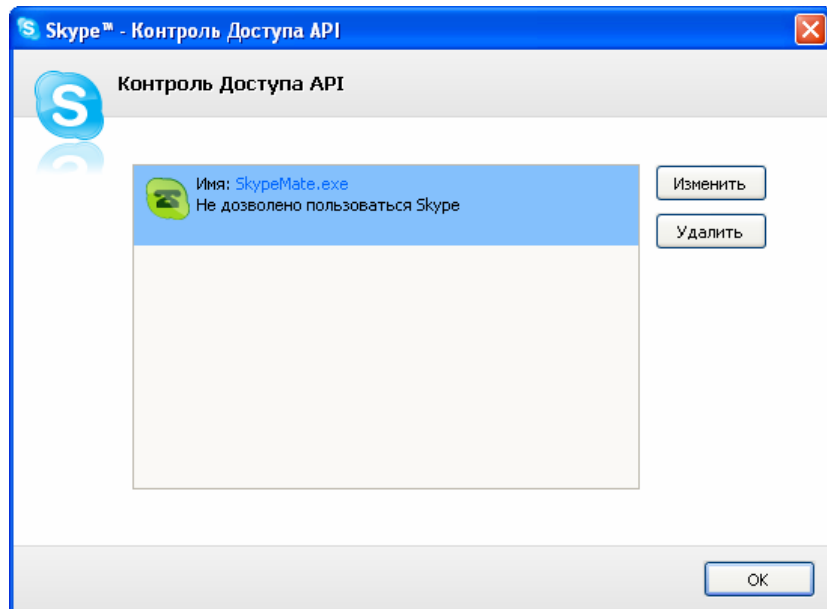 Skype™ - Контроль Доступа API
Контроль Доступа API
Имя: SkypeMate.exe
Не дозволено пользоваться Skype
Изменить
Удалить
OK